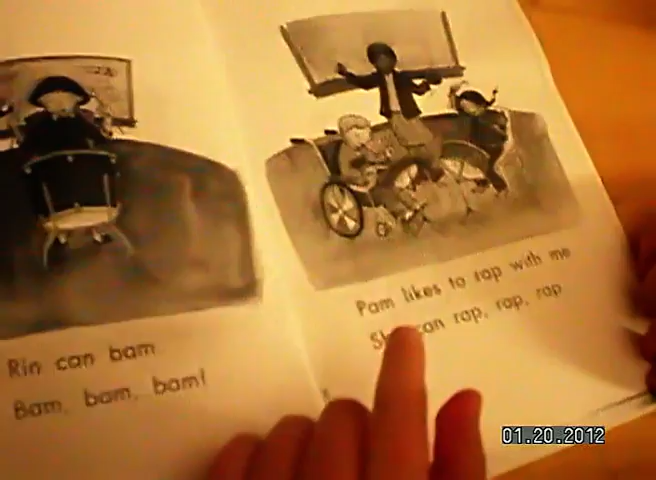 Rin can bam
Bam, bam, bam!
Pam likes to rap with me
She can rap, rap, rap
01.20.2012